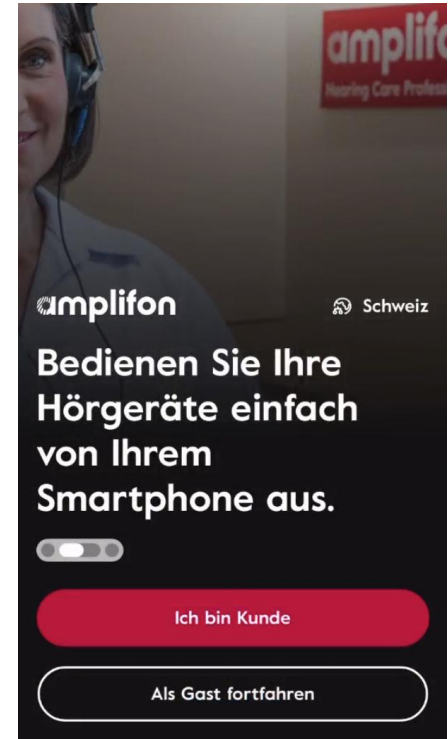 amplifo
Hearing Care Profess
amplifon
Schweiz
Bedienen Sie Ihre
Hörgeräte einfach
von Ihrem
Smartphone aus.
Ich bin Kunde
Als Gast fortfahren